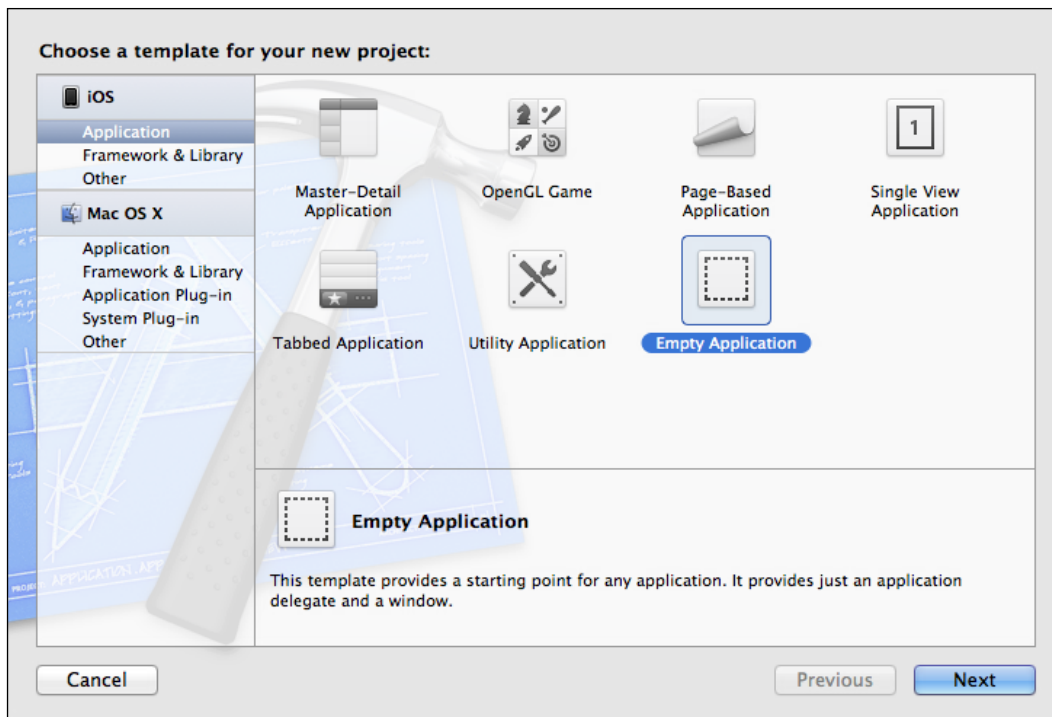 Choose a template for your new project:
iOS
Application
Framework & Library
Other
Mac OS X
Application
Framework & Library
Application Plug-in
System Plug-in
Other
Master-Detail
Application
OpenGL Game
Page-Based
Application
1
Single View
Application
Tabbed Application
Utility Application
Empty Application
Empty Application
This template provides a starting point for any application. It provides just an application
delegate and a window.
Cancel
Previous
Next